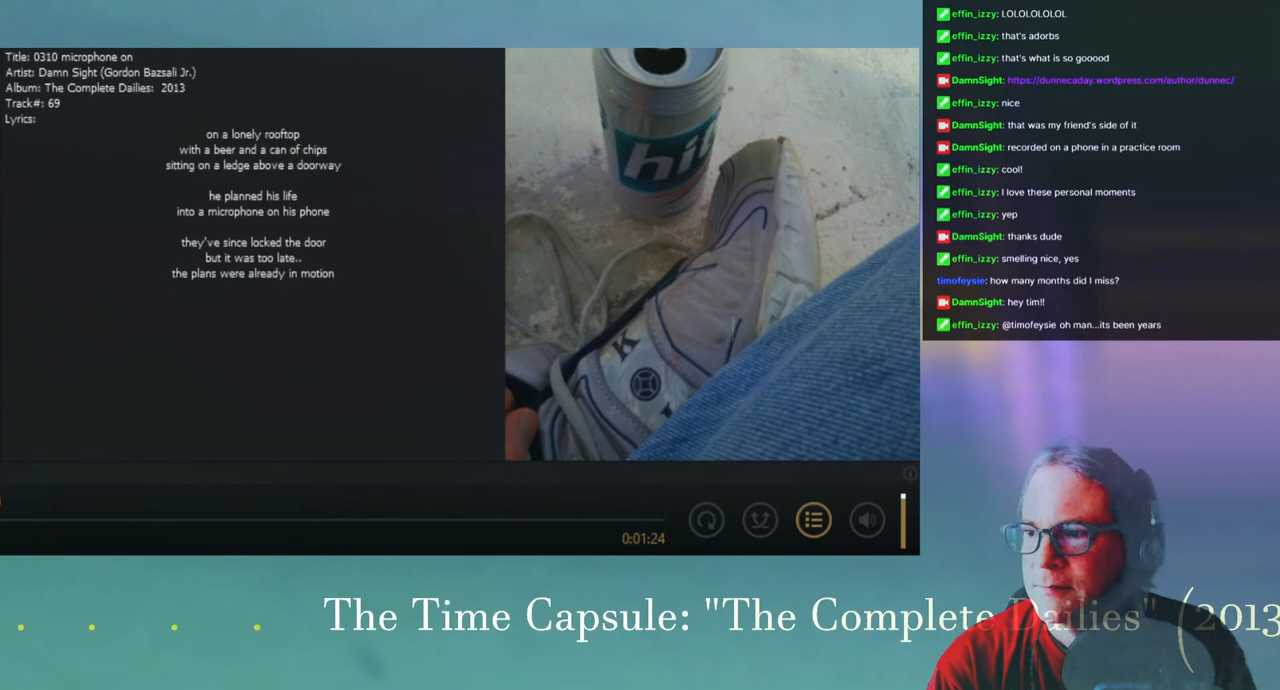 Title: 0310 microphone on
Artist: Damn Sight (Gordon Bazsali Jr.)
Album: The Complete Dailies:  2013
Track#: 69
Lyrics:
on a lonely rooftop
with a beer and a can of chips
sitting on a ledge above a doorway
he planned his life
into a microphone on his phone
they've since locked the door
but it was too late..
the plans were already in motion
hit
K
0:01:24
effin_izzy: LOLOLOLOLOL
effin_izzy: that's adorbs
effin_izzy: that's what is so gooood
DamnSight: https://dunnecaday.wordpress.com/author/dunnec/
effin_izzy: nice
DamnSight: that was my friend's side of it
DamnSight: recorded on a phone in a practice room
effin_izzy: cool!
effin_izzy: I love these personal moments
effin_izzy: yep
DamnSight: thanks dude
effin_izzy: smelling nice, yes
timofeysie: how many months did I miss?
DamnSight: hey tim!!
effin_izzy: @timofeysie oh man...its been years
. . . . The Time Capsule: "The Complete Dailies" (2013